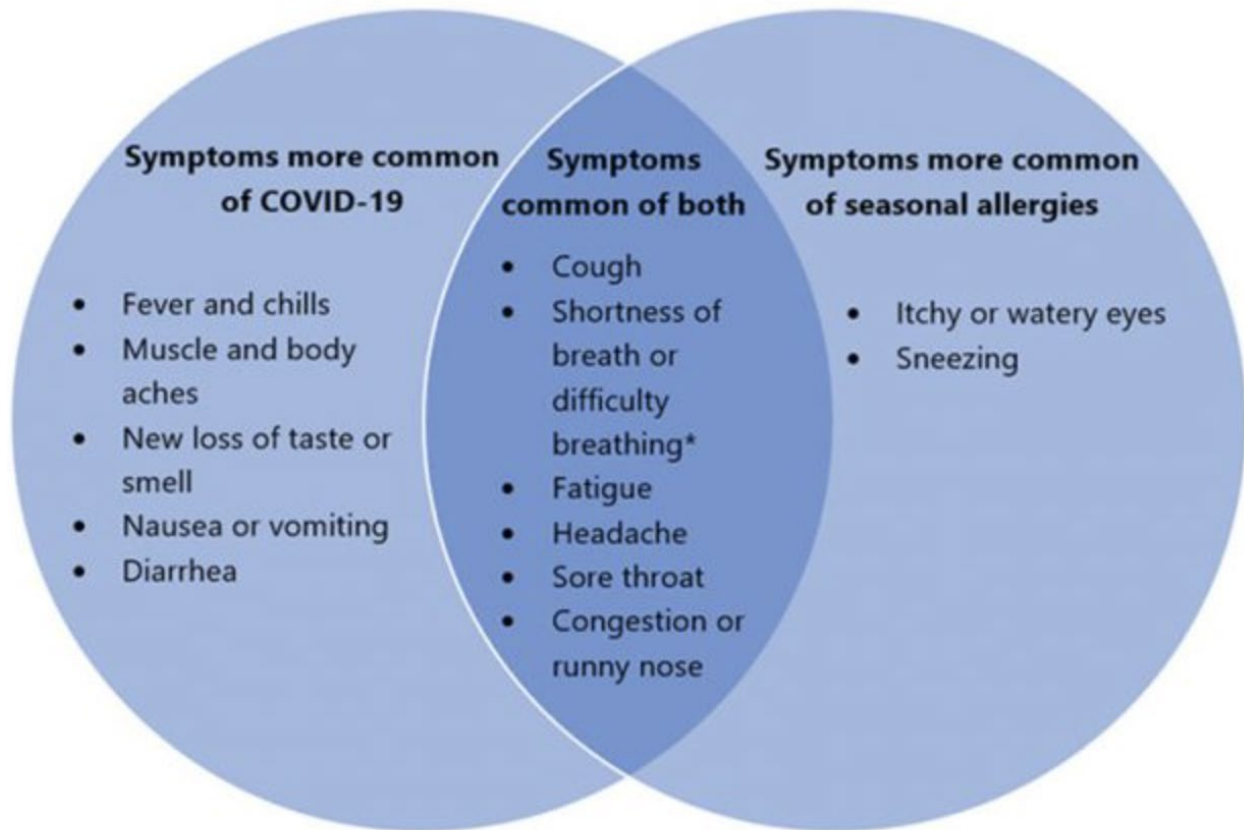 Symptoms more common
of COVID-19
• Fever and chills
• Muscle and body
aches
• New loss of taste or
smell
• Nausea or vomiting
• Diarrhea
Symptoms
common of both
• Cough
• Shortness of
breath or
difficulty
breathing*
• Fatigue
• Headache
• Sore throat
• Congestion or
runny nose
Symptoms more common
of seasonal allergies
• Itchy or watery eyes
• Sneezing